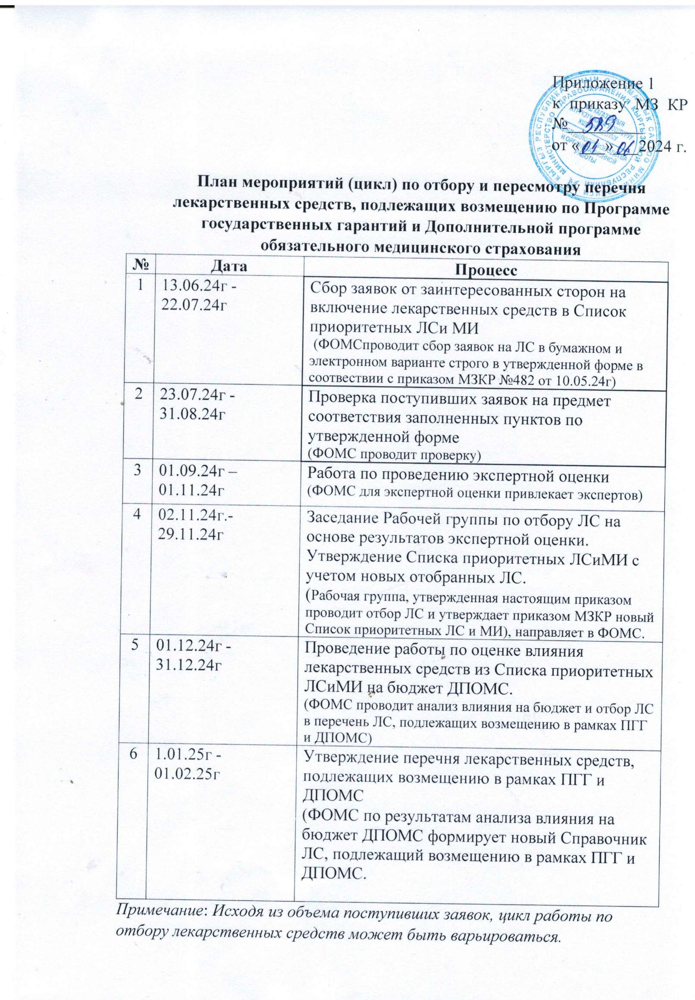 Приложение 1
к приказу МЗ КР
№ 589
от « 04 » 06 2024 г.
План мероприятий (цикл) по отбору и пересмотру перечня
лекарственных средств, подлежащих возмещению по Программе
государственных гарантий и Дополнительной программе
обязательного медицинского страхования
№ Дата Процесс
1 13.06.24г -
22.07.24г
Сбор заявок от заинтересованных сторон на
включение лекарственных средств в Список
приоритетных ЛСи МИ
(ФОМСпроводит сбор заявок на ЛС в бумажном и
электронном варианте строго в утвержденной форме в
соотвествии с приказом МЗКР №482 от 10.05.24г)
2 23.07.24г -
31.08.24г
Проверка поступивших заявок на предмет
соответствия заполненных пунктов по
утвержденной форме
(ФОМС проводит проверку)
3 01.09.24г –
01.11.24г
Работа по проведению экспертной оценки
(ФОМС для экспертной оценки привлекает экспертов)
4 02.11.24г.-
29.11.24г
Заседание Рабочей группы по отбору ЛС на
основе результатов экспертной оценки.
Утверждение Списка приоритетных ЛСиМИ с
учетом новых отобранных ЛС.
(Рабочая группа, утвержденная настоящим приказом
проводит отбор ЛС и утверждает приказом МЗКР новый
Список приоритетных ЛС и МИ), направляет в ФОМС.
5 01.12.24г -
31.12.24г
Проведение работы по оценке влияния
лекарственных средств из Списка приоритетных
ЛСиМИ на бюджет ДПОМС.
(ФОМС проводит анализ влияния на бюджет и отбор ЛС
в перечень ЛС, подлежащих возмещению в рамках ПГГ
и ДПОМС)
6 1.01.25г -
01.02.25г
Утверждение перечня лекарственных средств,
подлежащих возмещению в рамках ПГГ и
ДПОМС
(ФОМС по результатам анализа влияния на
бюджет ДПОМС формирует новый Справочник
ЛС, подлежащий возмещению в рамках ПГГ и
ДПОМС.
Примечание: Исходя из объема поступивших заявок, цикл работы по
отбору лекарственных средств может быть варьироваться.